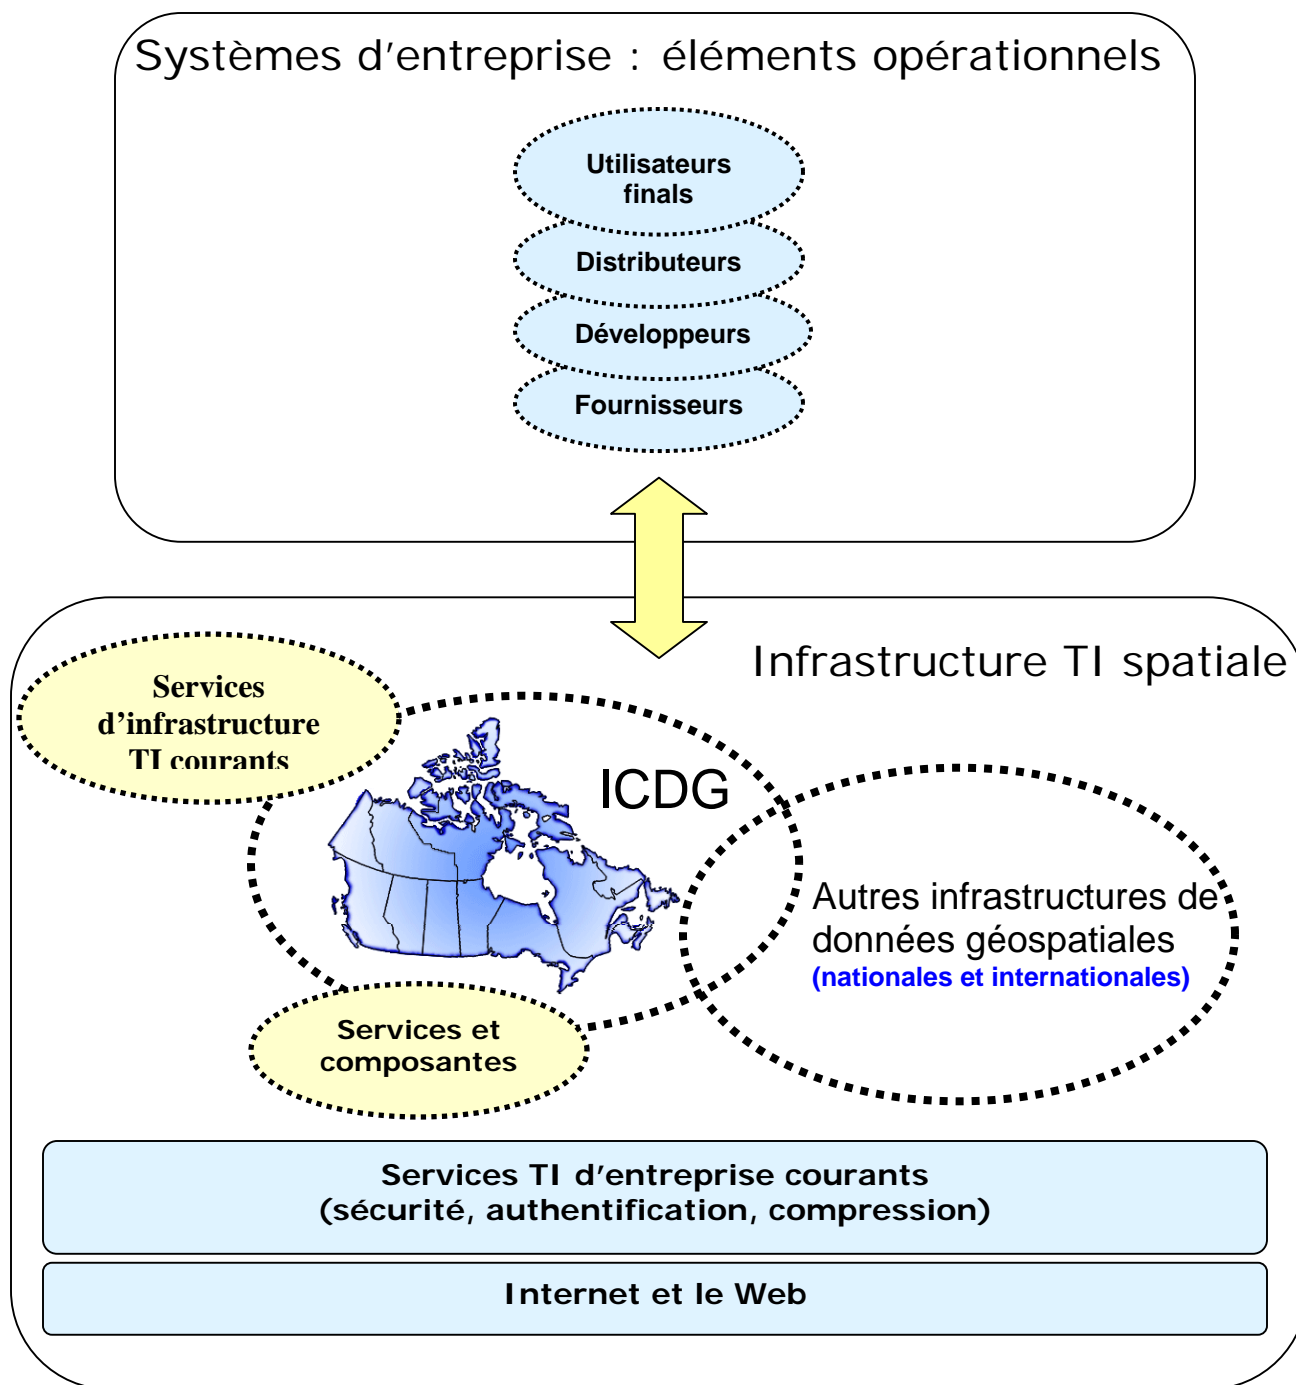 Systèmes d'entreprise : éléments opérationnels
Utilisateurs
finals
Distributeurs
Développeurs
Fournisseurs
Infrastructure TI spatiale
Services
d'infrastructure
TI courants
ICDG
Autres infrastructures de
données géospatiales
(nationales et internationales)
Services et
composantes
Services TI d'entreprise courants
(sécurité, authentification, compression)
Internet et le Web